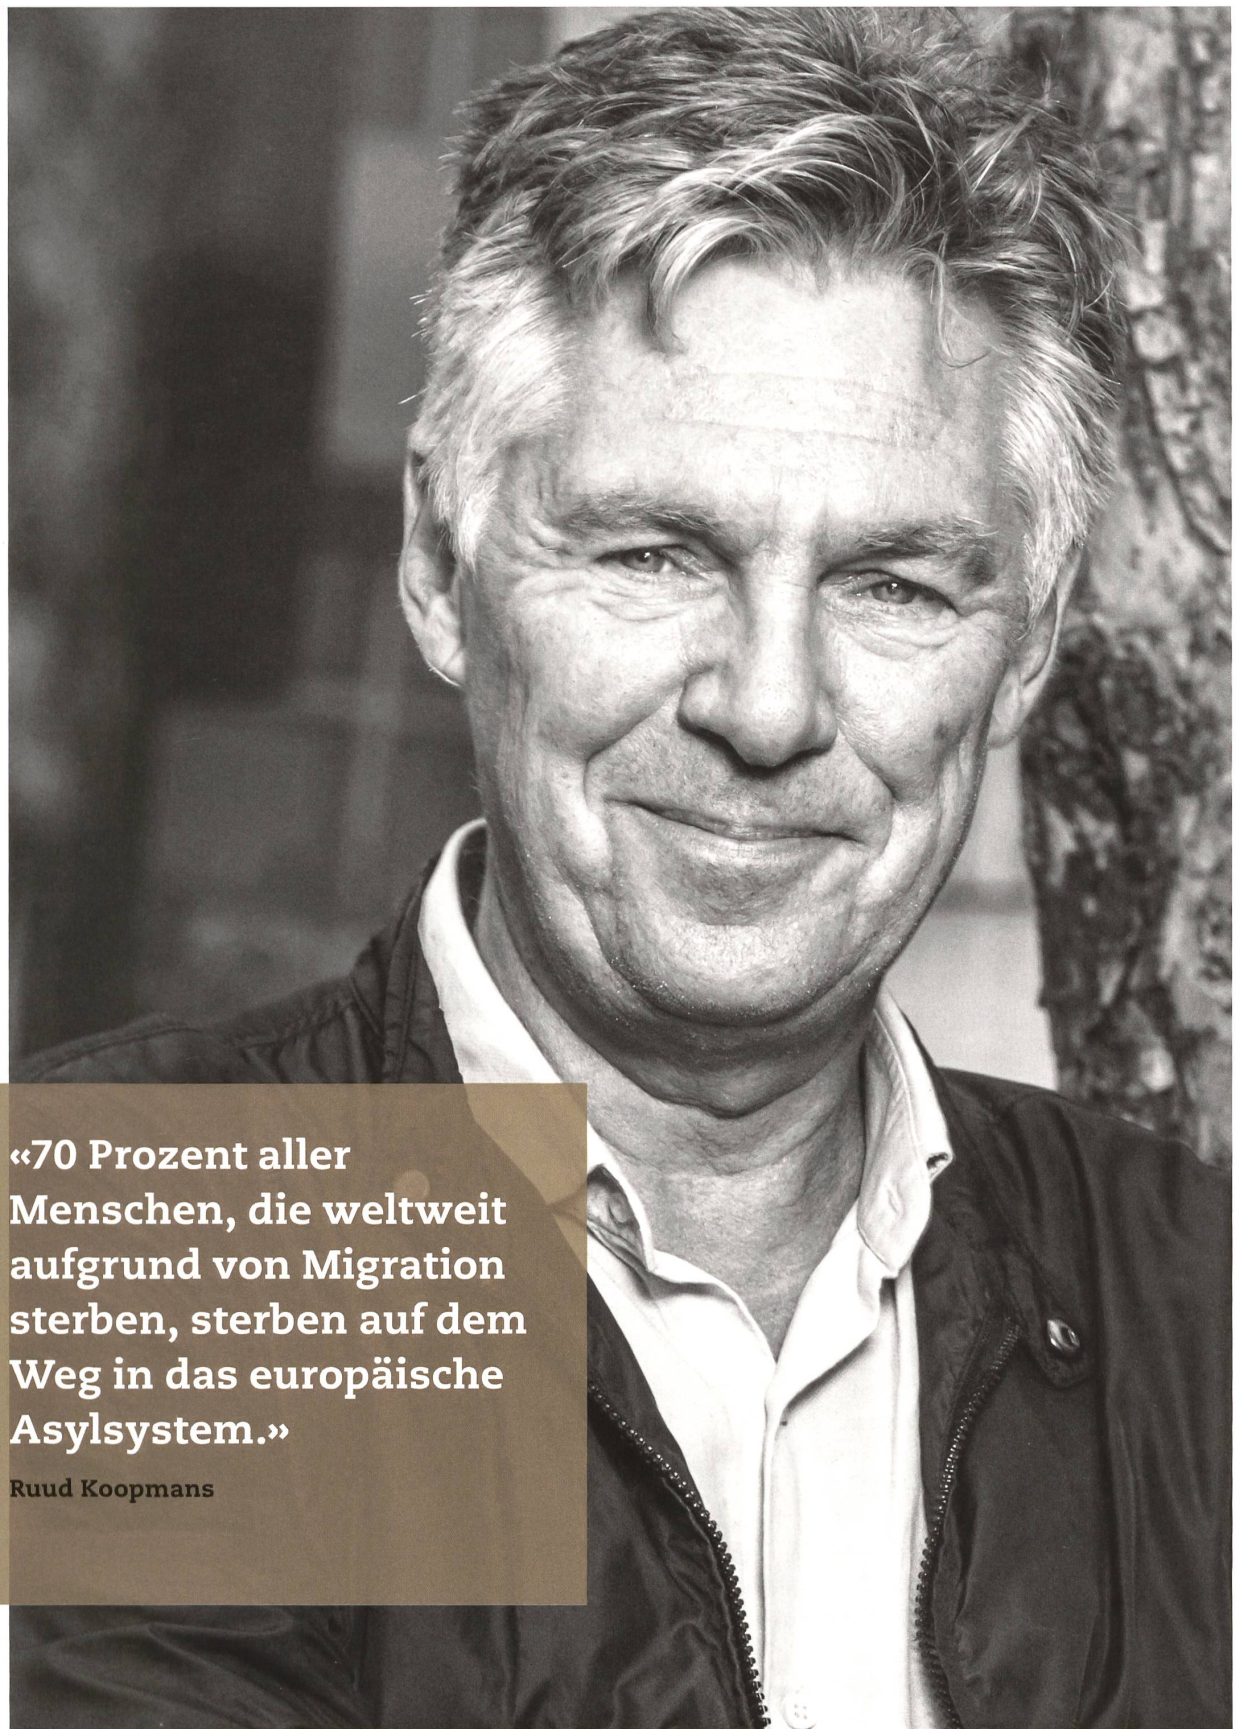 «70 Prozent aller
Menschen, die weltweit
aufgrund von Migration
sterben, sterben auf dem
Weg in das europäische
Asylsystem.»
Ruud Koopmans